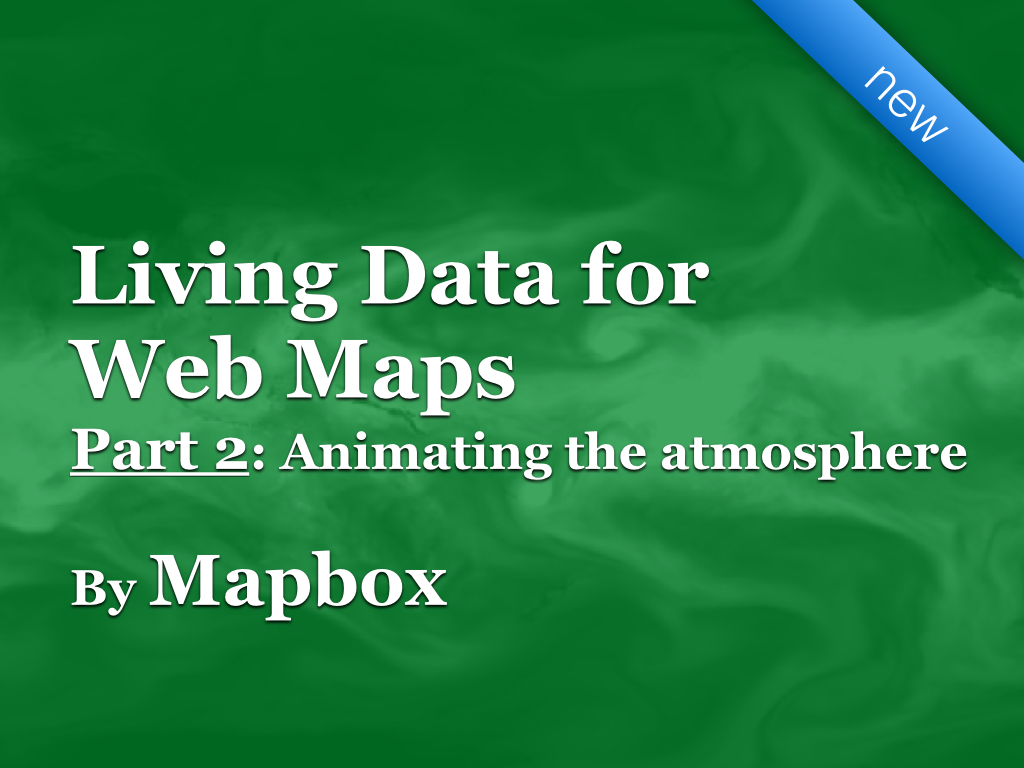 new
Living Data for
Web Maps
Part 2: Animating the atmosphere
By Mapbox